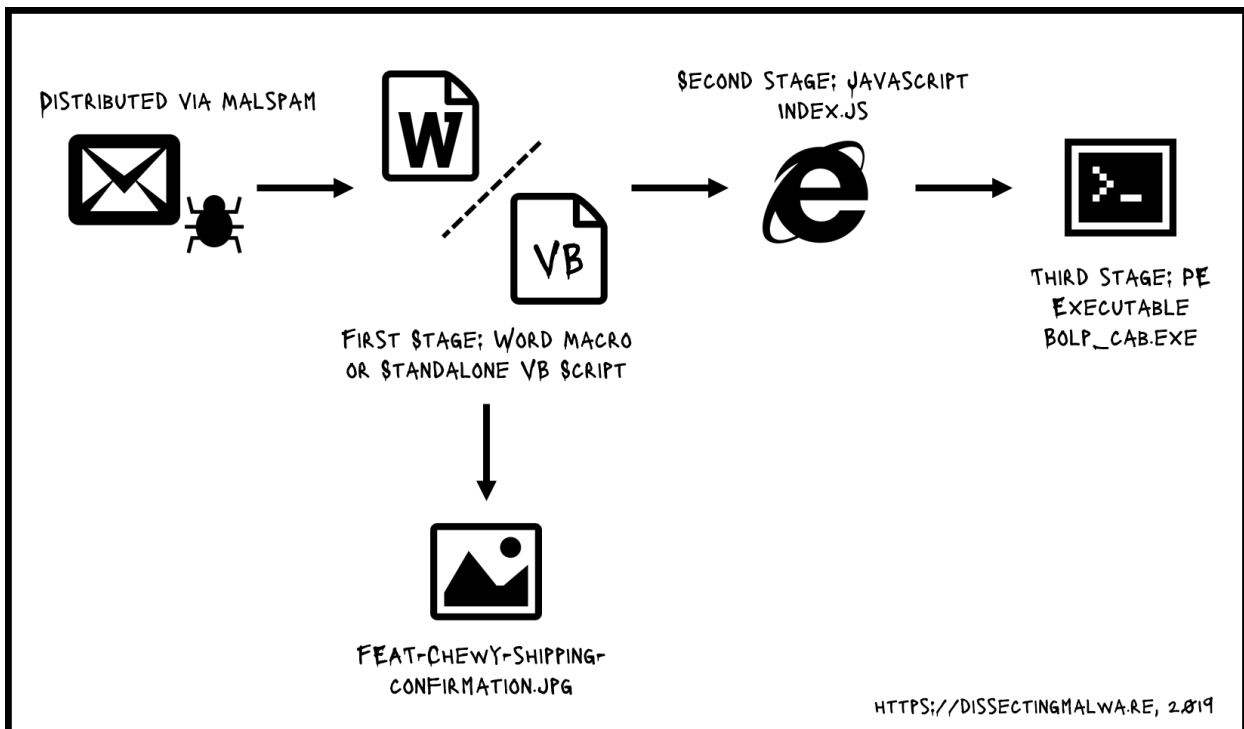 DISTRIBUTED VIA MALSPAM
W
VB
FIRST STAGE: WORD MACRO
OR STANDALONE VB SCRIPT
SECOND STAGE: JAVASCRIPT
INDEX.JS
>_
THIRD STAGE: PE
EXECUTABLE
BOLP_CAB.EXE
FEAT-CHEWY-SHIPPING-
CONFIRMATION.JPG
HTTPS://DISSECTINGMALWA.RE, 2019